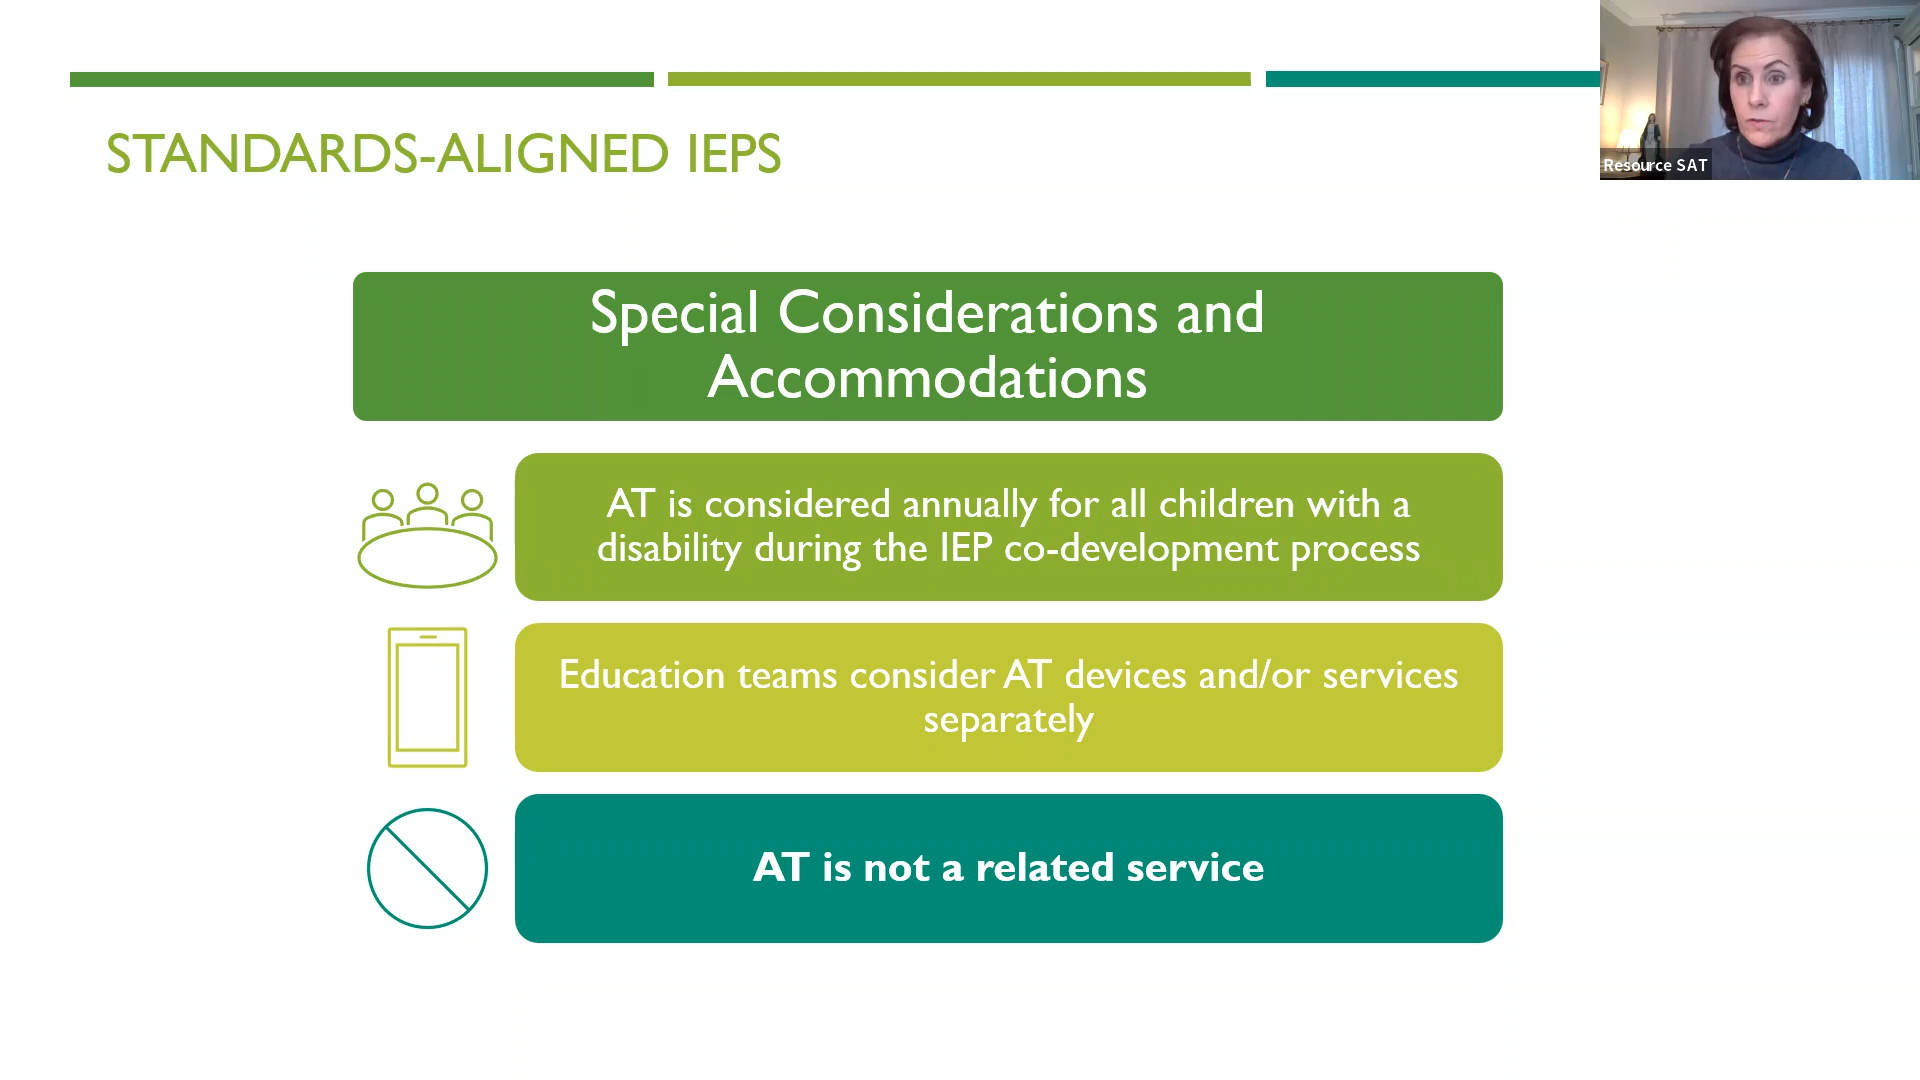 STANDARDS-ALIGNED IEPS
Resource SAT
Special Considerations and
Accommodations
AT is considered annually for all children with a
disability during the IEP co-development process
Education teams consider AT devices and/or services
separately
AT is not a related service